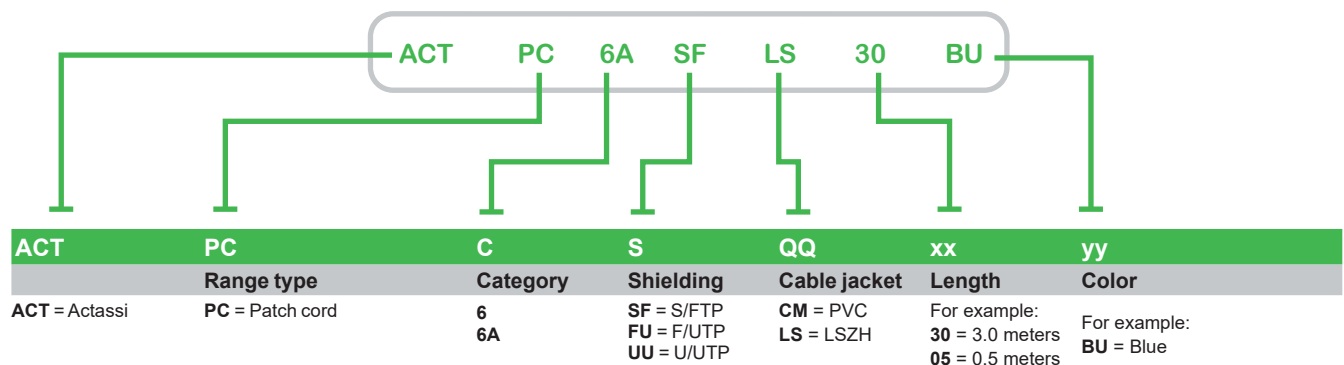 ACT PC 6A SF LS 30 BU
ACT PC C S QQ xx yy
Range type Category Shielding Cable jacket Length Color
ACT = Actassi PC = Patch cord 6 SF = S/FTP CM = PVC For example: For example:
6A FU = F/UTP LS = LSZH 30 = 3.0 meters BU = Blue
UU = U/UTP 05 = 0.5 meters